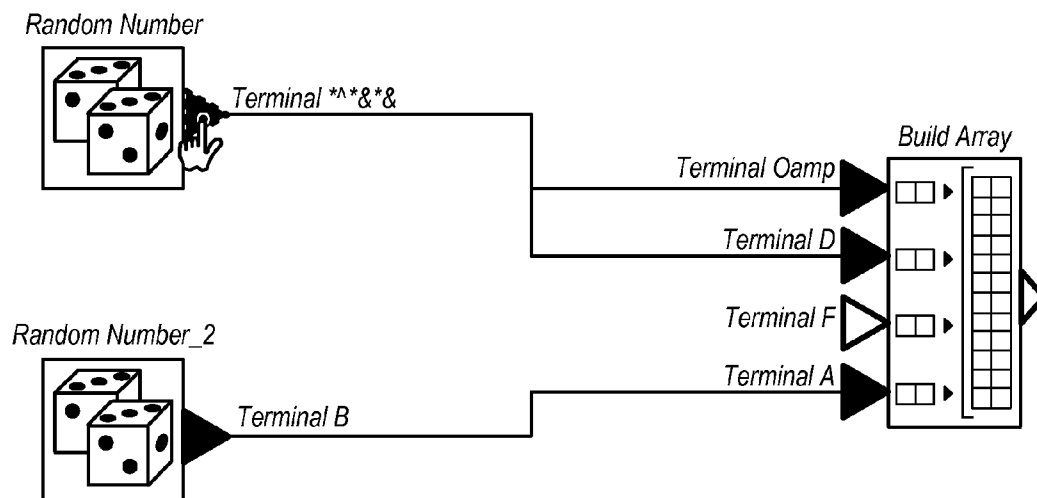 Random Number
Terminal *^*&*&
Build Array
Terminal Oamp
Terminal D
Terminal F
Random Number_2
Terminal A
Terminal B